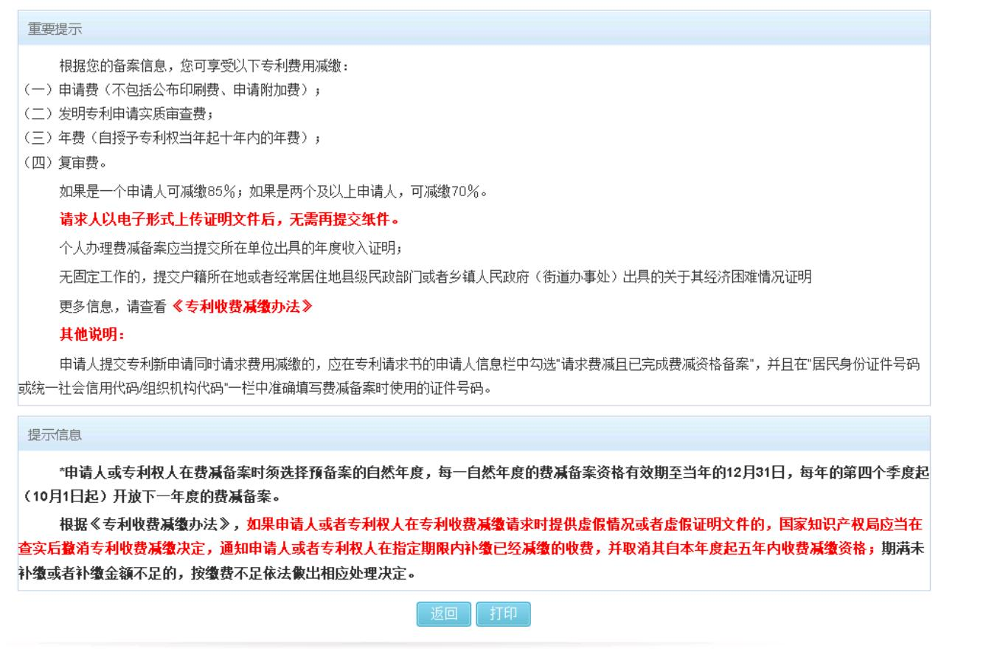 重要提示
根据您的备案信息，您可享受以下专利费用减缴：
（一）申请费（不包括公布印刷费、申请附加费）；
（二）发明专利申请实质审查费；
（三）年费（自授予专利权当年起十年内的年费）；
（四）复审费。
如果是一个申请人可减缴85%；如果是两个及以上申请人，可减缴70%。
请求人以电子形式上传证明文件后，无需再提交纸件。
个人办理费减备案应当提交所在单位出具的年度收入证明；
无固定工作的，提交户籍所在地或者经常居住地县级民政部门或者乡镇人民政府（街道办事处）出具的关于其经济困难情况证明
更多信息，请查看《专利收费减缴办法》
其他说明：
申请人提交专利新申请同时请求费用减缴的，应在专利请求书的申请人信息栏中勾选"请求费减且已完成费减资格备案"，并且在"居民身份证件号码
或统一社会信用代码/组织机构代码"一栏中准确填写费减备案时使用的证件号码。
提示信息
*申请人或专利权人在费减备案时须选择预备案的自然年度，每一自然年度的费减备案资格有效期至当年的12月31日，每年的第四个季度起
（10月1日起）开放下一年度的费减备案。
根据《专利收费减缴办法》，如果申请人或者专利权人在专利收费减缴请求时提供虚假情况或者虚假证明文件的，国家知识产权局应当在
查实后撤消专利收费减缴决定，通知申请人或者专利权人在指定期限内补缴已经减缴的收费，并取消其自本年度起五年内收费减缴资格；期满未
补缴或者补缴金额不足的，按缴费不足依法做出相应处理决定。
返回 打印